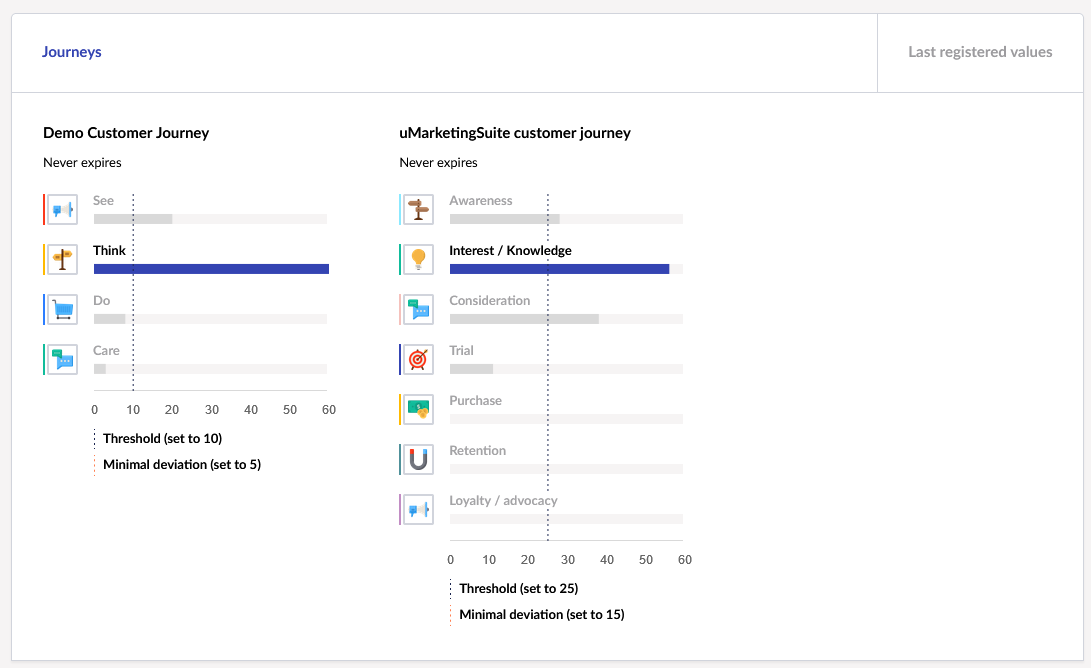 Journeys
Last registered values
Demo Customer Journey
Never expires
See
Think
Do
Care
0 10 20 30 40 50 60
Threshold (set to 10)
Minimal deviation (set to 5)
uMarketingSuite customer journey
Never expires
Awareness
Interest / Knowledge
Consideration
Trial
Purchase
Retention
Loyalty / advocacy
0 10 20 30 40 50 60
Threshold (set to 25)
Minimal deviation (set to 15)